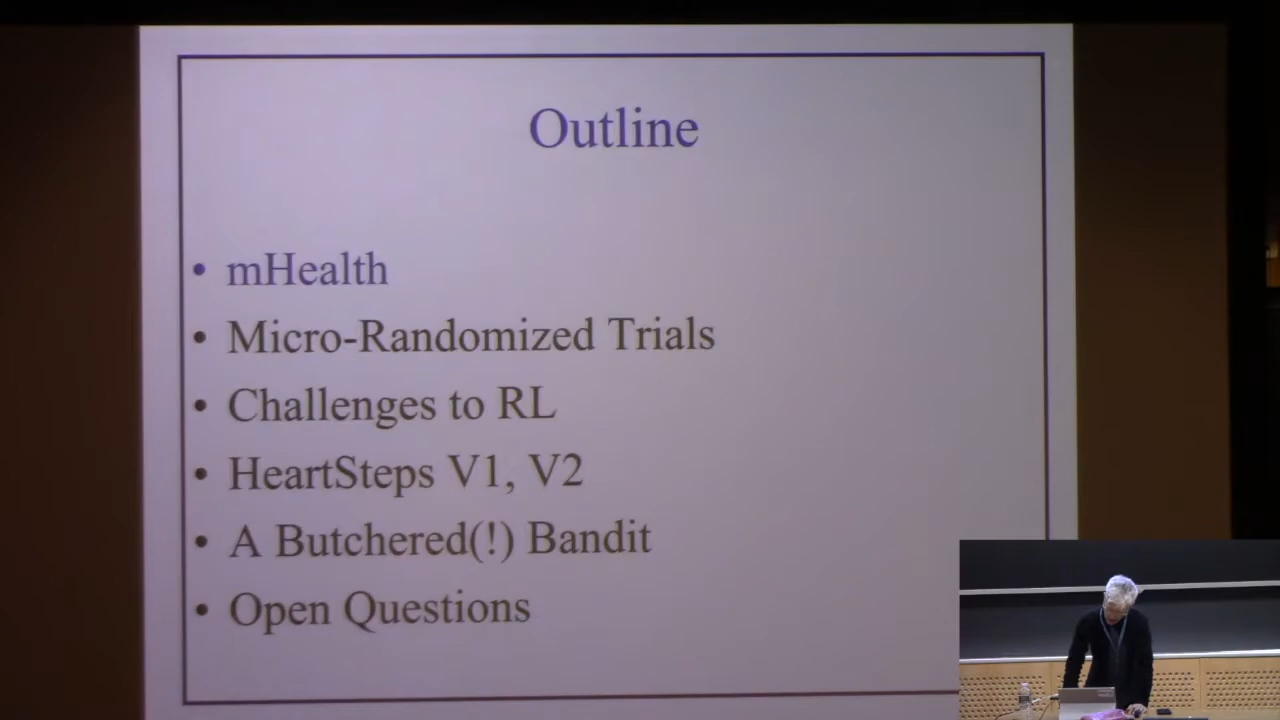 Outline
• mHealth
• Micro-Randomized Trials
• Challenges to RL
• HeartSteps V1, V2
• A Butchered(!) Bandit
• Open Questions